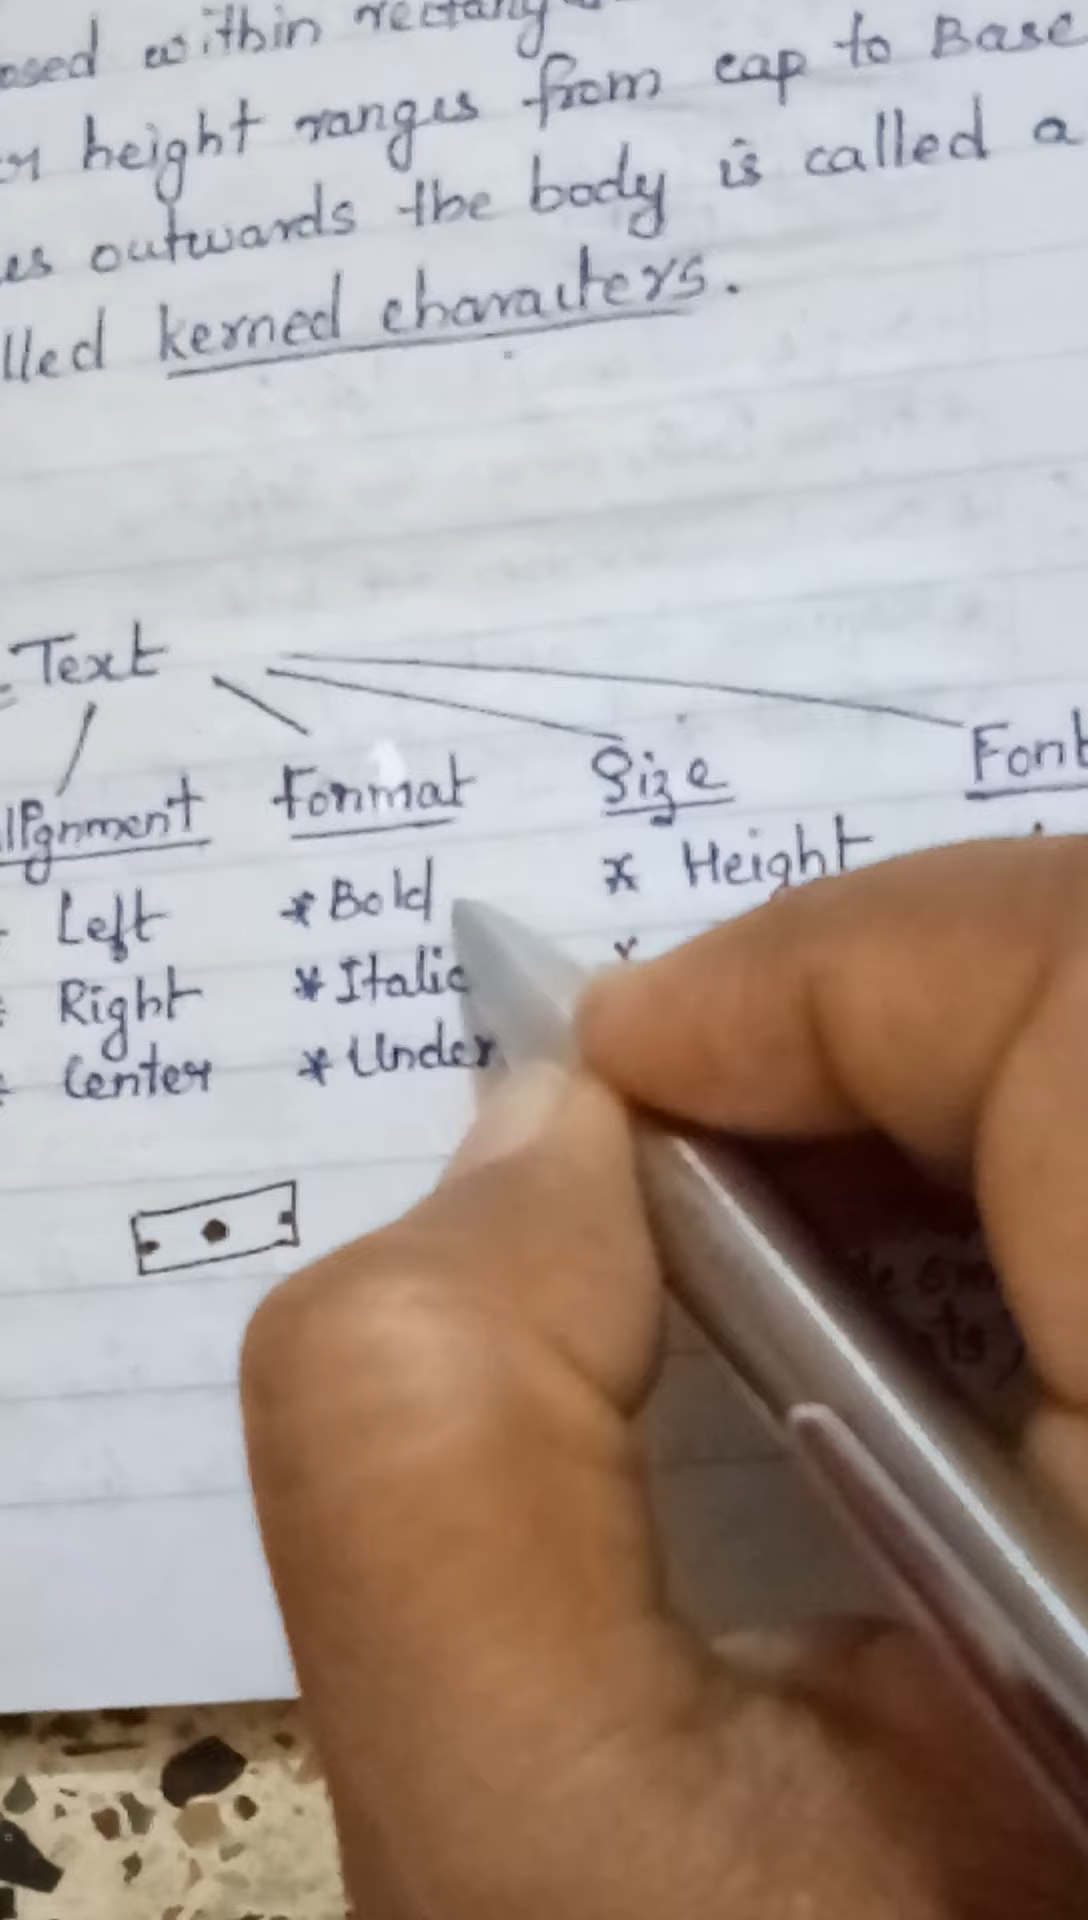 within
height ranges from cap to Base
outwards the body is called a
kerned characters.
Text
Format Size Font
Left * Bold * Height
Right * Italic
Center * Under